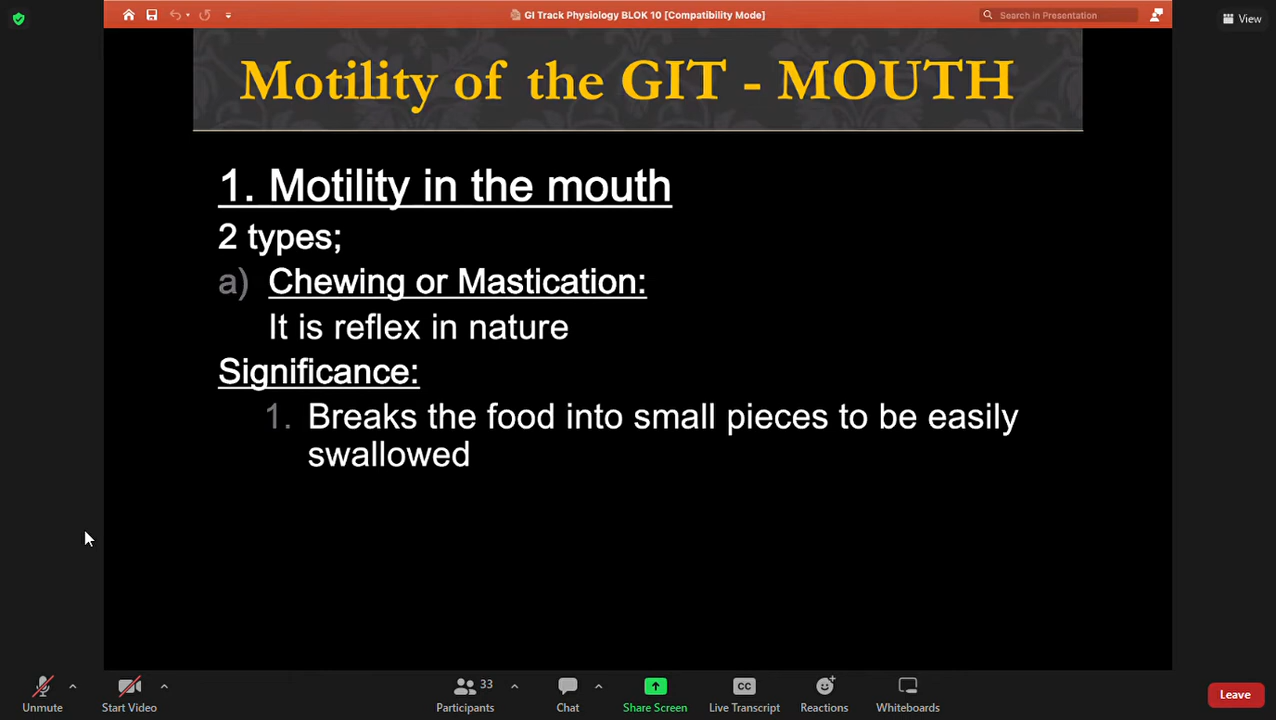 GI Track Physiology BLOK 10 [Compatibility Mode]
Search in Presentation
View
Motility of the GIT - MOUTH
1. Motility in the mouth
2 types;
a) Chewing or Mastication:
It is reflex in nature
Significance:
1. Breaks the food into small pieces to be easily
swallowed
33
CC
Unmute
Start Video
Participants
Chat
Share Screen
Live Transcript
Reactions
Whiteboards
Leave